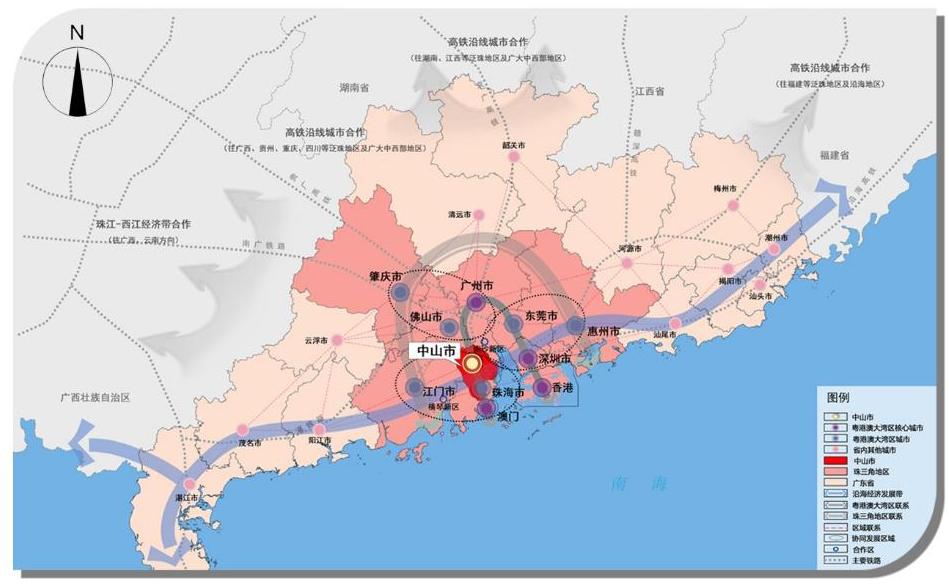 N
高铁沿线城市合作
(往湖南、江西等泛珠地区及广大中西部地区)
高铁沿线城市合作
(往福建等泛珠地区及沿海地区)
湖南省
江西省
高铁沿线城市合作
(往广西、贵州、重庆、四川等泛珠地区及广大中西部地区)
韶关市
赣深高铁
福建省
梅州市
珠江-西江经济带合作
(往广西、云南方向)
清远市
南广铁路
河源市
潮州市
揭阳市
汕头市
肇庆市
广州市
佛山市
东莞市
惠州市
汕尾市
云浮市
中山市
深圳市
江门市
珠海市
香港
横琴新区
澳门
广西壮族自治区
茂名市
阳江市
湛江市
南海
图例
中山市
粤港澳大湾区核心城市
粤港澳大湾区城市
省内其他城市
中山市
珠三角地区
广东省
沿海经济发展带
粤港澳大湾区联系
珠三角地区联系
区域联系
协同发展区域
合作区
主要铁路